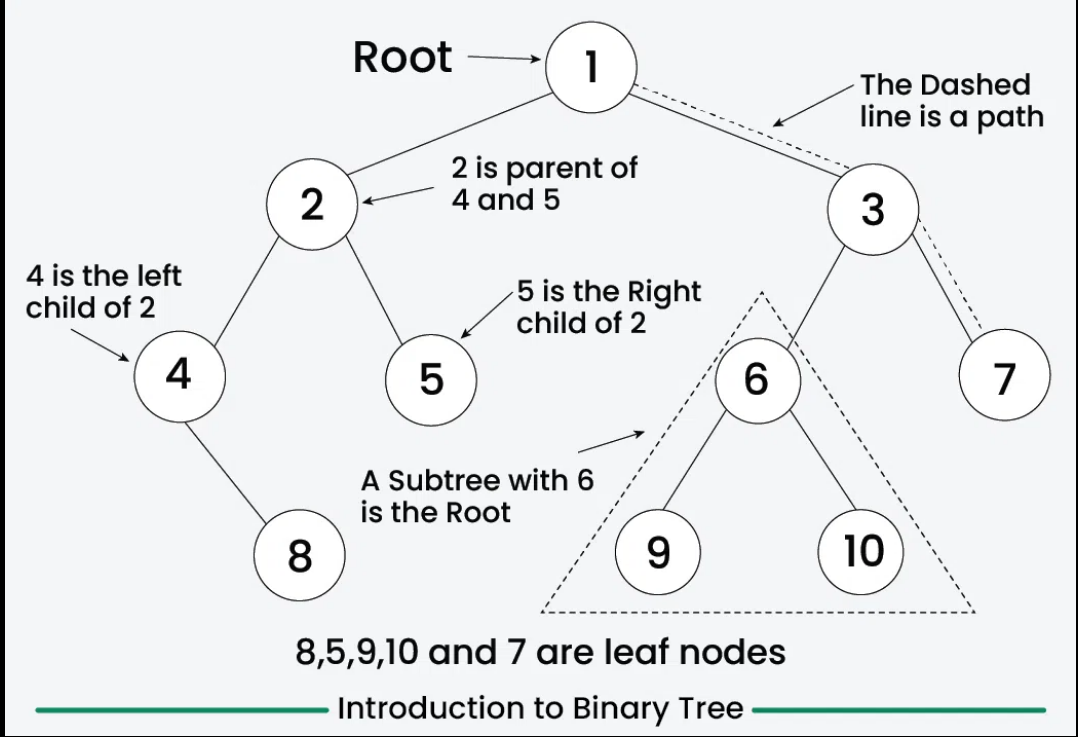 Root
1
The Dashed
line is a path
2 is parent of
4 and 5
2
3
4 is the left
child of 2
5 is the Right
child of 2
4
5
6
7
A Subtree with 6
is the Root
8
9
10
8,5,9,10 and 7 are leaf nodes
Introduction to Binary Tree